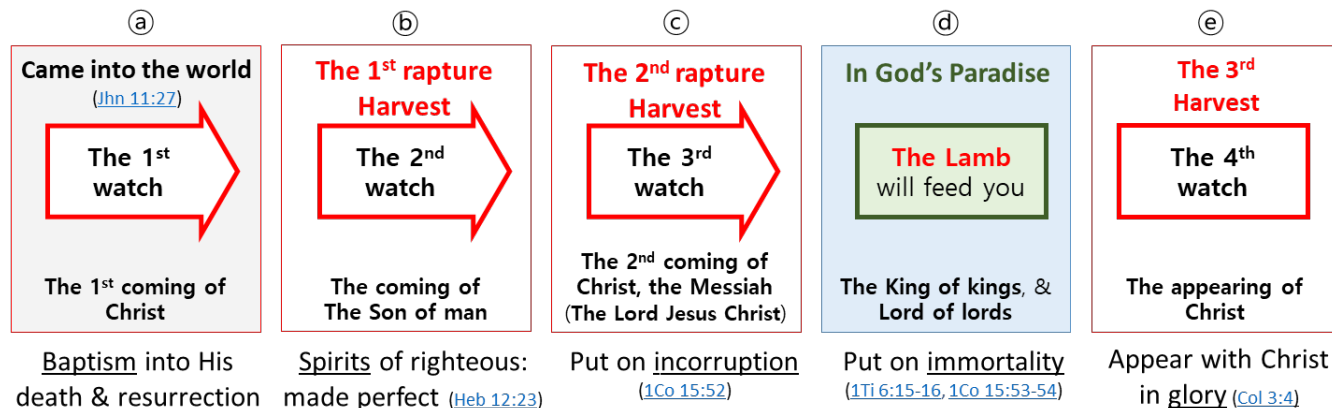 ⓐ
Came into the world
(Jhn 11:27)
The 1st
watch
The 1st coming of
Christ
Baptism into His
death & resurrection
ⓑ
The 1st rapture
Harvest
The 2nd
watch
The coming of
The Son of man
Spirits of righteous:
made perfect (Heb 12:23)
ⓒ
The 2nd rapture
Harvest
The 3rd
watch
The 2nd coming of
Christ, the Messiah
(The Lord Jesus Christ)
Put on incorruption
(1Co 15:52)
ⓓ
In God's Paradise
The Lamb
will feed you
The King of kings, &
Lord of lords
Put on immortality
(1Ti 6:15-16, 1Co 15:53-54)
ⓔ
The 3rd
Harvest
The 4th
watch
The appearing of
Christ
Appear with Christ
in glory (Col 3:4)